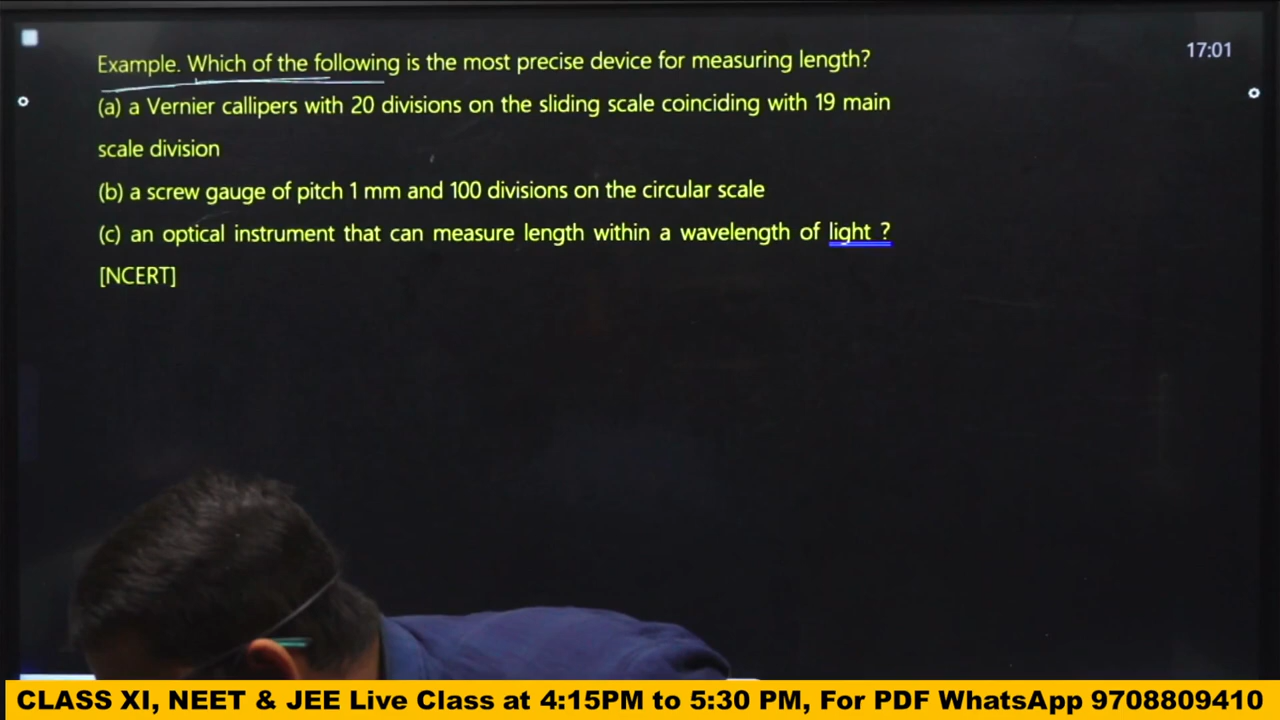 Example. Which of the following is the most precise device for measuring length?
17:01
(a) a Vernier callipers with 20 divisions on the sliding scale coinciding with 19 main
scale division
(b) a screw gauge of pitch 1 mm and 100 divisions on the circular scale
(c) an optical instrument that can measure length within a wavelength of light ?
[NCERT]
CLASS XI, NEET & JEE Live Class at 4:15PM to 5:30 PM, For PDF WhatsApp 9708809410